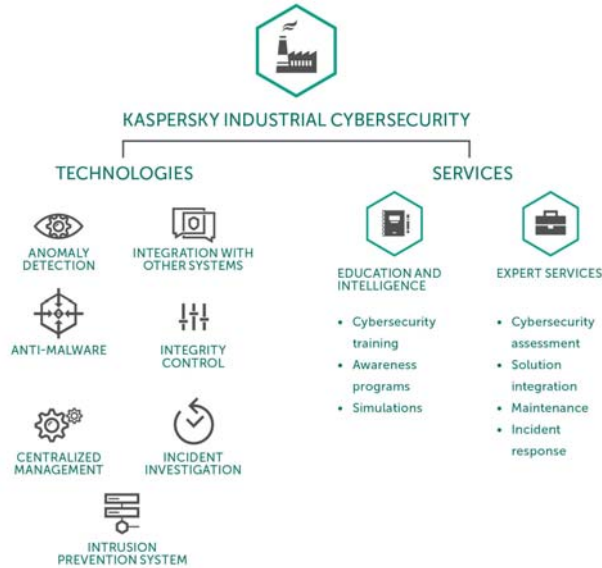 KASPERSKY INDUSTRIAL CYBERSECURITY
TECHNOLOGIES
ANOMALY
DETECTION
INTEGRATION WITH
OTHER SYSTEMS
ANTI-MALWARE
INTEGRITY
CONTROL
CENTRALIZED
MANAGEMENT
INCIDENT
INVESTIGATION
INTRUSION
PREVENTION SYSTEM
SERVICES
EDUCATION AND
INTELLIGENCE
• Cybersecurity
training
• Awareness
programs
• Simulations
EXPERT SERVICES
• Cybersecurity
assessment
• Solution
integration
• Maintenance
• Incident
response